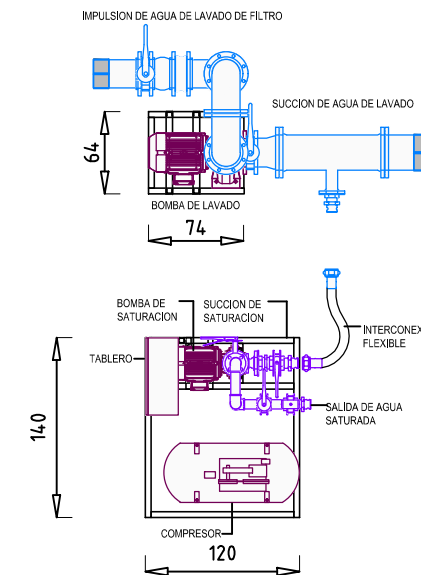 IMPULSION DE AGUA DE LAVADO DE FILTRO
SUCCION DE AGUA DE LAVADO
64
BOMBA DE LAVADO
74
BOMBA DE
SATURACION
SUCCION DE
SATURACION
INTERCONEX
FLEXIBLE
TABLERO
SALIDA DE AGUA
SATURADA
140
COMPRESOR
120